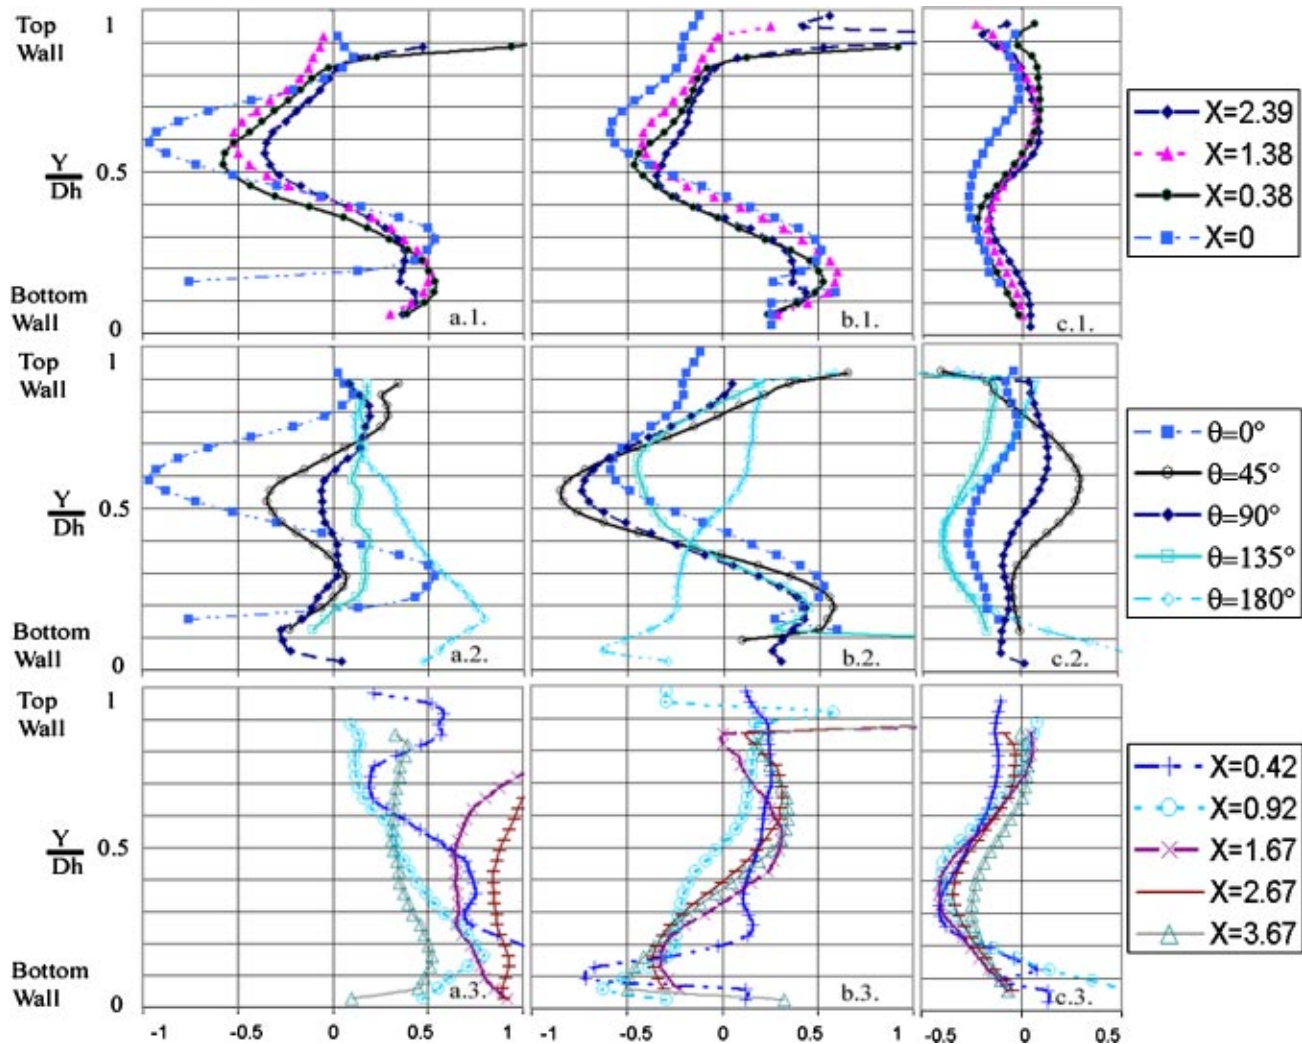 Top 1
Wall
Y
Dh
0.5
Bottom
Wall 0
a.1. b.1. c.1.
X=2.39
X=1.38
X=0.38
X=0
Top 1
Wall
Y
Dh
0.5
Bottom
Wall 0
a.2. b.2. c.2.
θ=0°
θ=45°
θ=90°
θ=135°
θ=180°
Top 1
Wall
Y
Dh
0.5
Bottom
Wall 0
a.3. b.3. c.3.
X=0.42
X=0.92
X=1.67
X=2.67
X=3.67
-1 -0.5 0 0.5 1 -1 -0.5 0 0.5 1 -0.5 0 0.5